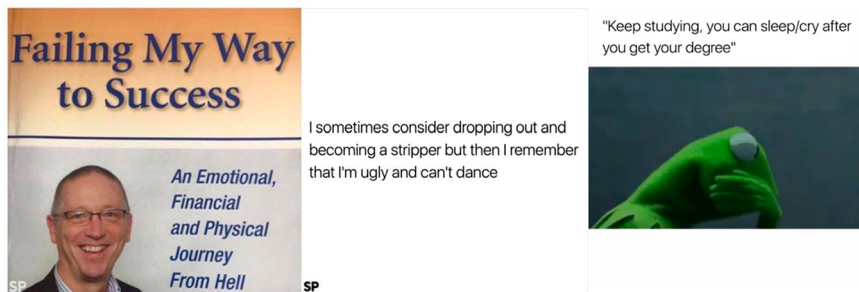 Failing My Way
to Success
An Emotional,
Financial
and Physical
Journey
From Hell
SP
I sometimes consider dropping out and
becoming a stripper but then I remember
that I'm ugly and can't dance
SP
"Keep studying, you can sleep/cry after
you get your degree"